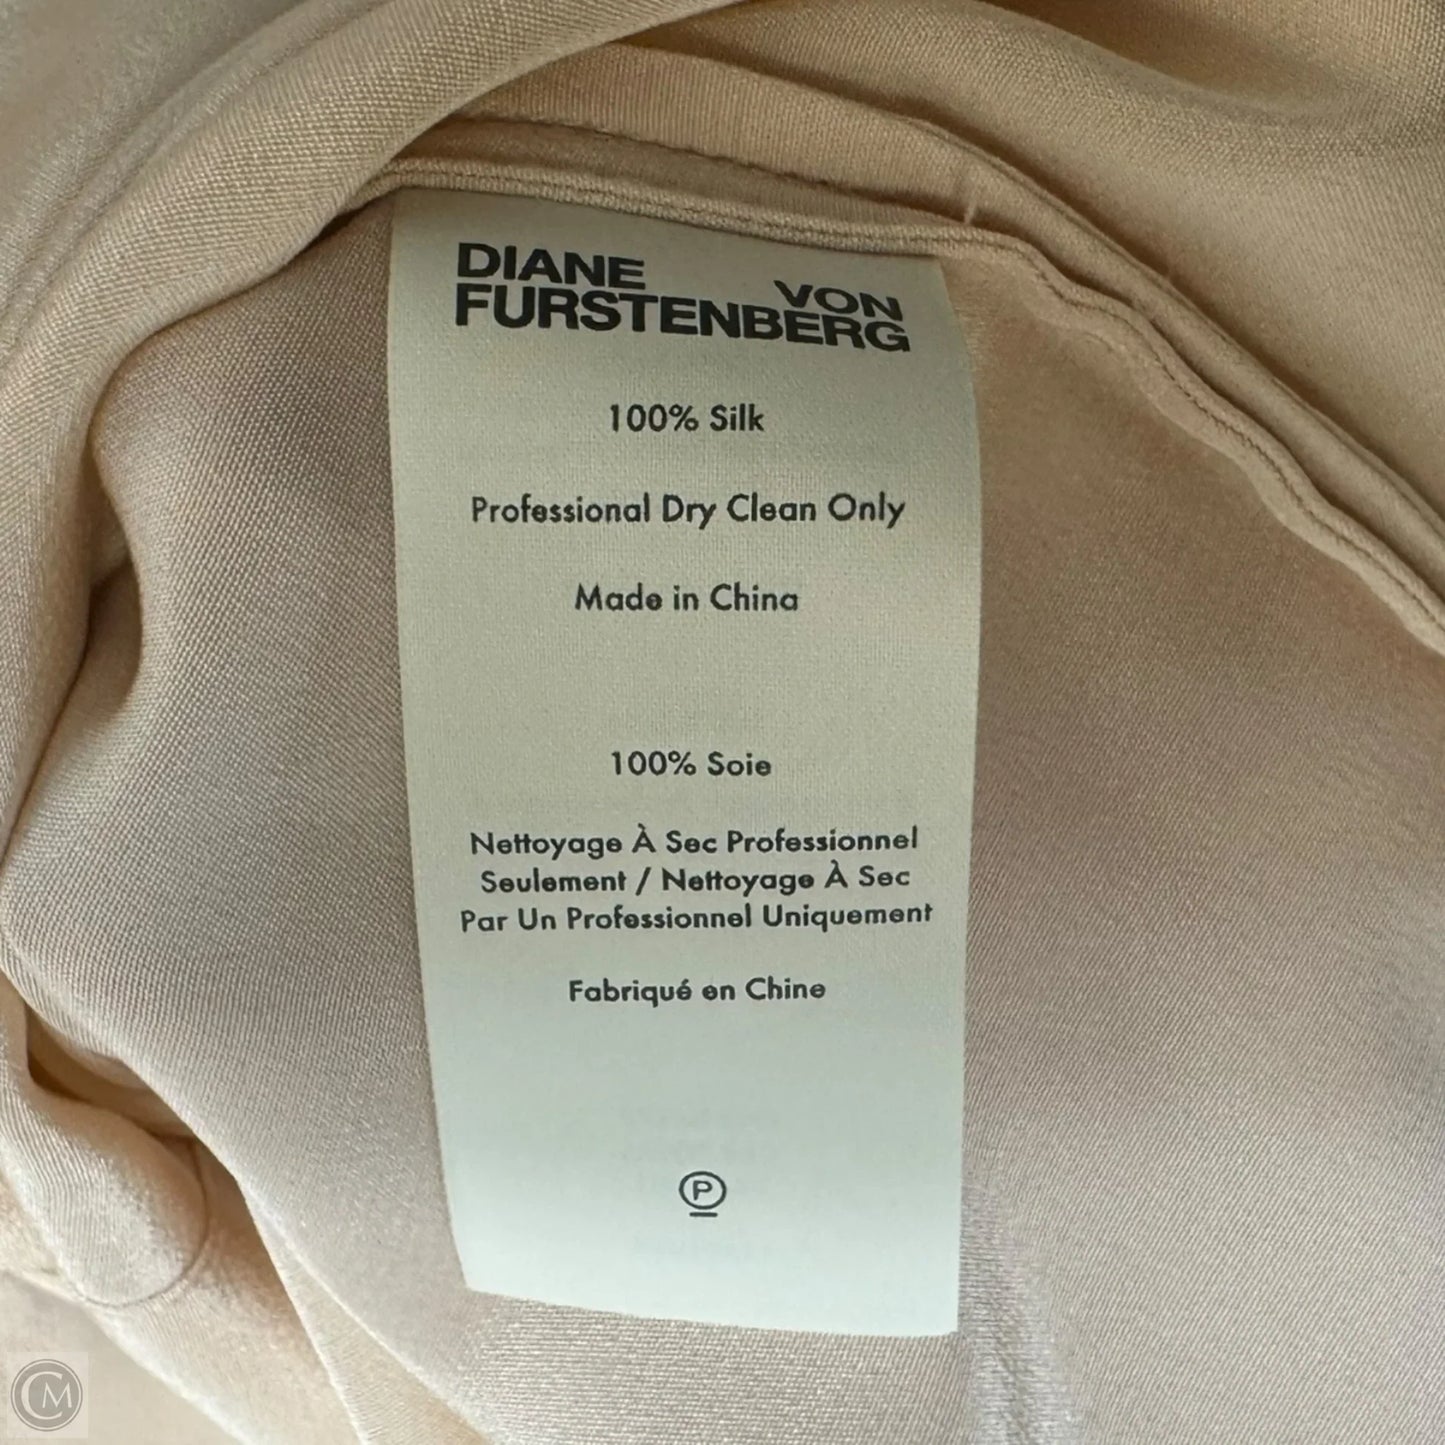 DIANE VON
FURSTENBERG
100% Silk
Professional Dry Clean Only
Made in China
100% Soie
Nettoyage À Sec Professionnel
Seulement / Nettoyage À Sec
Par Un Professionnel Uniquement
Fabriqué en Chine
P
CM